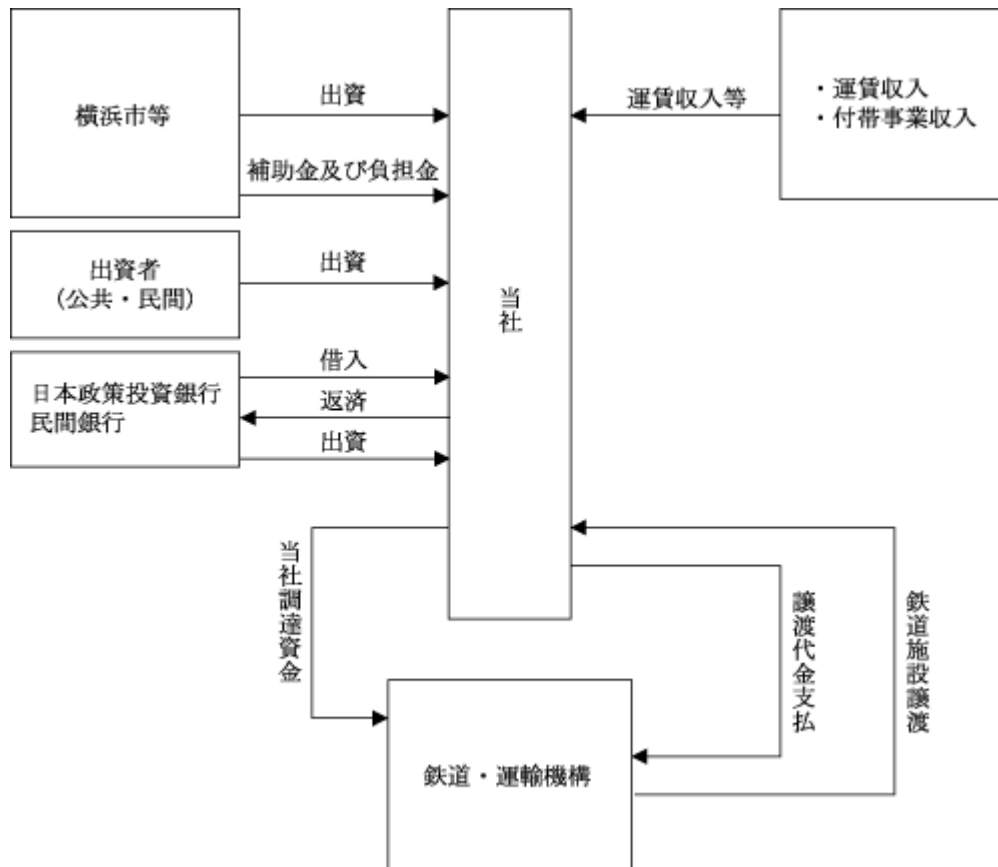 横浜市等
出資
補助金及び負担金
出資者
（公共・民間）
出資
日本政策投資銀行
民間銀行
借入
返済
出資
当社
運賃収入等
・運賃収入
・付帯事業収入
当社調達資金
譲渡代金支払
鉄道施設譲渡
鉄道・運輸機構